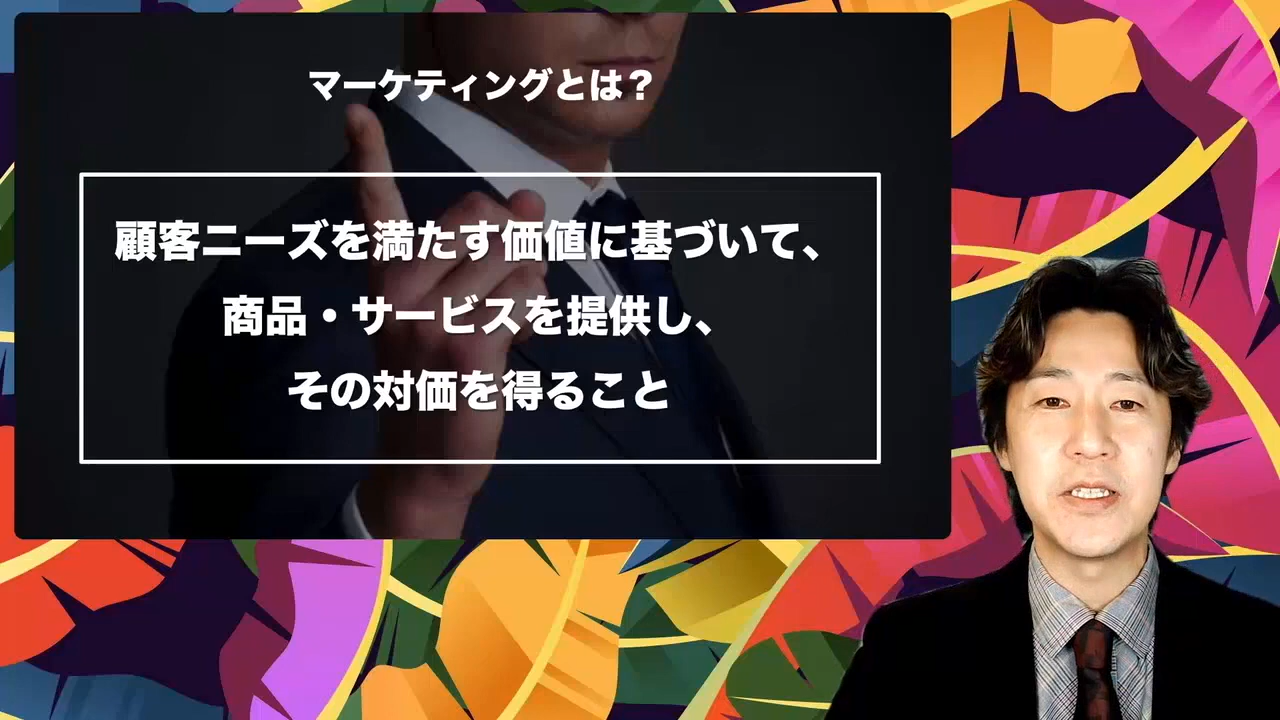 マーケティングとは？
顧客ニーズを満たす価値に基づいて、
商品・サービスを提供し、
その対価を得ること